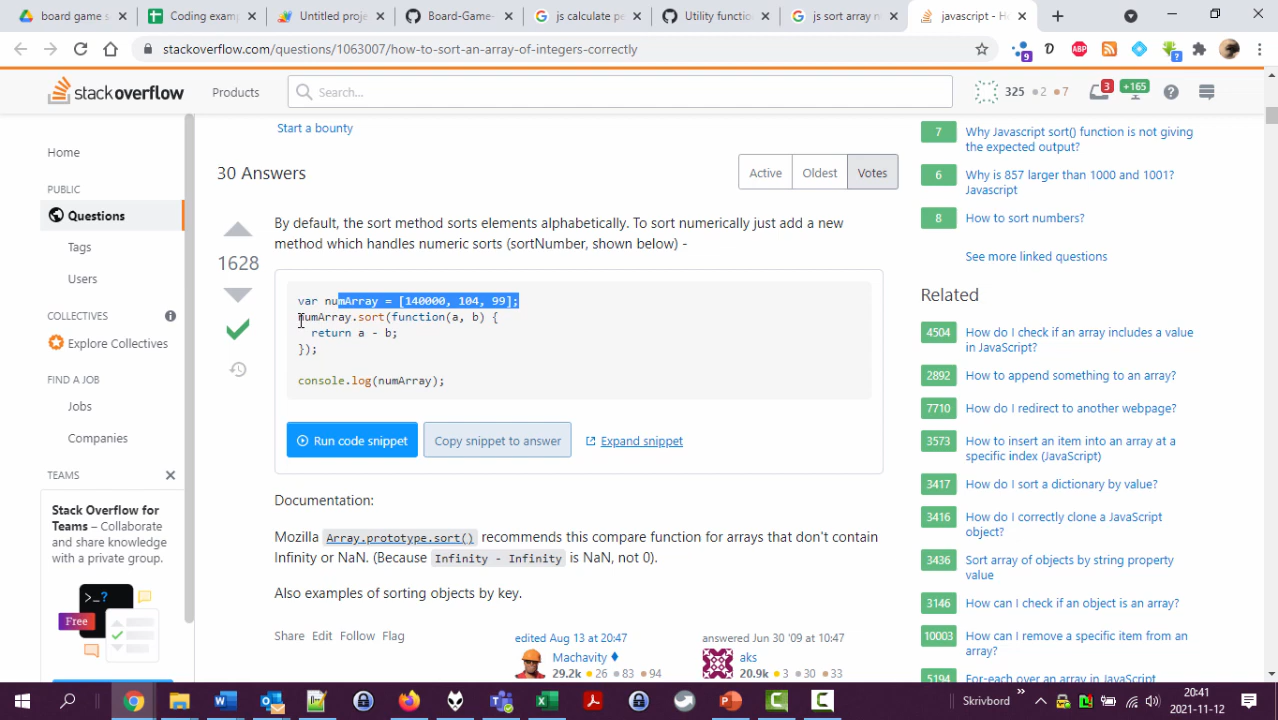 board game s
Coding exam
Untitled proje
Board-Game-
js calculate pe
Utility functio
js sort array n
javascript - H
stackoverflow.com/questions/1063007/how-to-sort-an-array-of-integers-correctly
9
ABP
?
stackoverflow
Products
Search...
325 2 7
3
+165
Home
PUBLIC
Questions
Tags
Users
COLLECTIVES
Explore Collectives
FIND A JOB
Jobs
Companies
TEAMS
Stack Overflow for
Teams – Collaborate
and share knowledge
with a private group.
>_?
Free
Start a bounty
30 Answers
Active
Oldest
Votes
1628
By default, the sort method sorts elements alphabetically. To sort numerically just add a new
method which handles numeric sorts (sortNumber, shown below) -
var numArray = [140000, 104, 99];
numArray.sort(function(a, b) {
return a - b;
});
console.log(numArray);
Run code snippet
Copy snippet to answer
Expand snippet
Documentation:
Mozilla Array.prototype.sort() recommends this compare function for arrays that don't contain
Infinity or NaN. (Because Infinity - Infinity is NaN, not 0).
Also examples of sorting objects by key.
Share Edit Follow Flag
edited Aug 13 at 20:47
Machavity
29.2k 26 83 94
answered Jun 30 '09 at 10:47
aks
20.9k 3 30 33
7
Why Javascript sort() function is not giving
the expected output?
6
Why is 857 larger than 1000 and 1001?
Javascript
8
How to sort numbers?
See more linked questions
Related
4504
How do I check if an array includes a value
in JavaScript?
2892
How to append something to an array?
7710
How do I redirect to another webpage?
3573
How to insert an item into an array at a
specific index (JavaScript)
3417
How do I sort a dictionary by value?
3416
How do I correctly clone a JavaScript
object?
3436
Sort array of objects by string property
value
3146
How can I check if an object is an array?
10003
How can I remove a specific item from an
array?
5194
For-each over an array in JavaScript
Skrivbord
20:41
2021-11-12